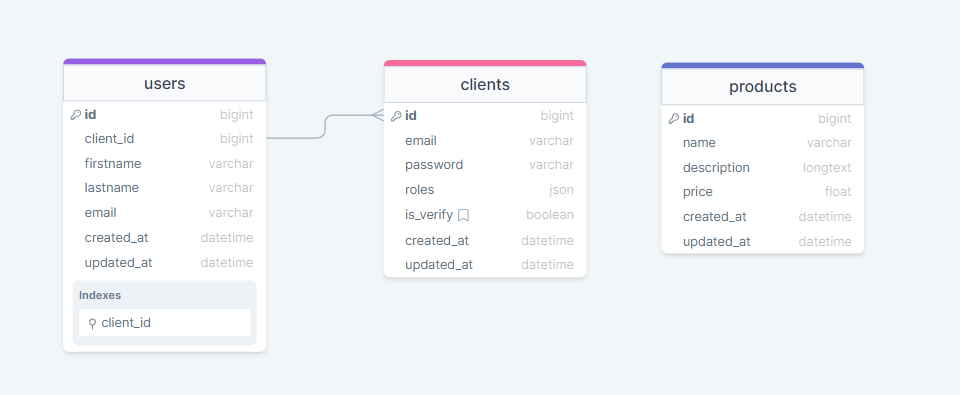 users
id bigint
client_id bigint
firstname varchar
lastname varchar
email varchar
created_at datetime
updated_at datetime
Indexes
client_id
clients
id bigint
email varchar
password varchar
roles json
is_verify boolean
created_at datetime
updated_at datetime
products
id bigint
name varchar
description longtext
price float
created_at datetime
updated_at datetime